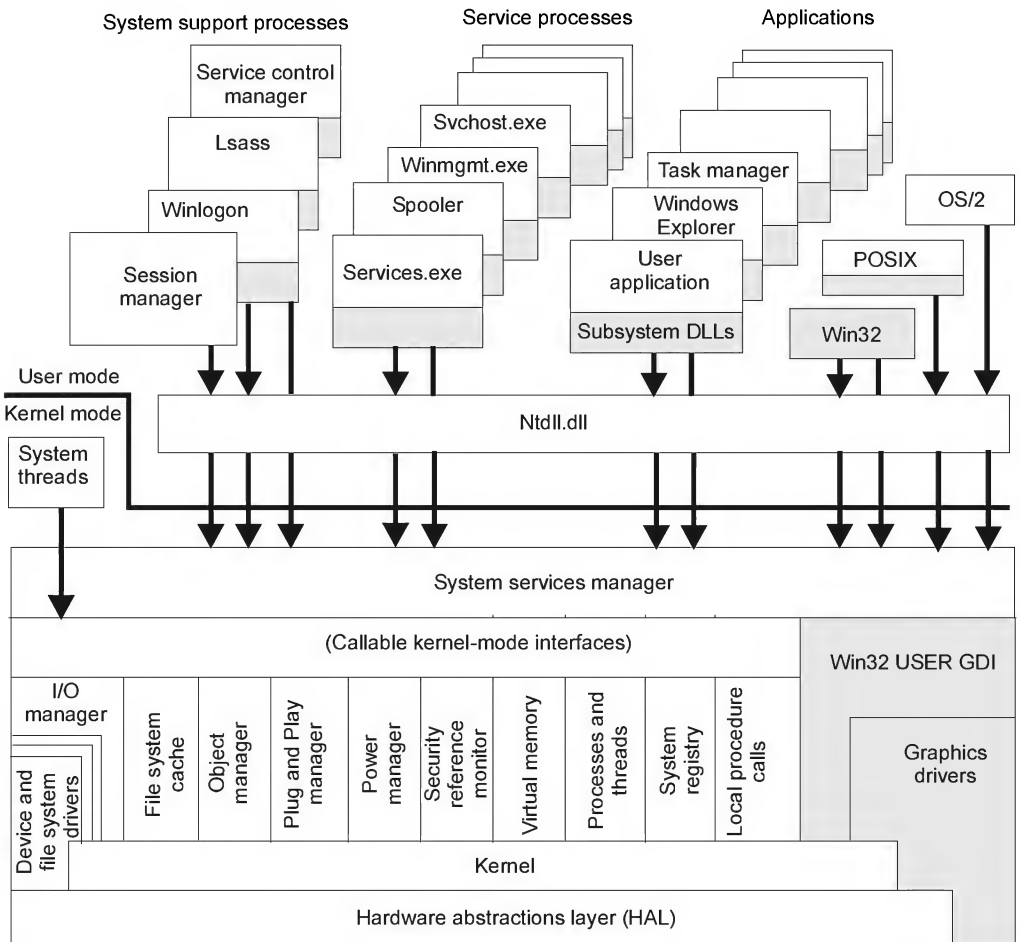 System support processes
Service processes
Applications
Service control
manager
Lsass
Winlogon
Session
manager
Svchost.exe
Winmgmt.exe
Spooler
Services.exe
Task manager
Windows
Explorer
User
application
Subsystem DLLs
OS/2
POSIX
Win32
User mode
Kernel mode
Ntdll.dll
System
threads
System services manager
(Callable kernel-mode interfaces)
Win32 USER GDI
I/O
manager
Device and
file system
drivers
File system
cache
Object
manager
Plug and Play
manager
Power
manager
Security
reference
monitor
Virtual memory
Processes and
threads
System
registry
Local procedure
calls
Graphics
drivers
Kernel
Hardware abstractions layer (HAL)